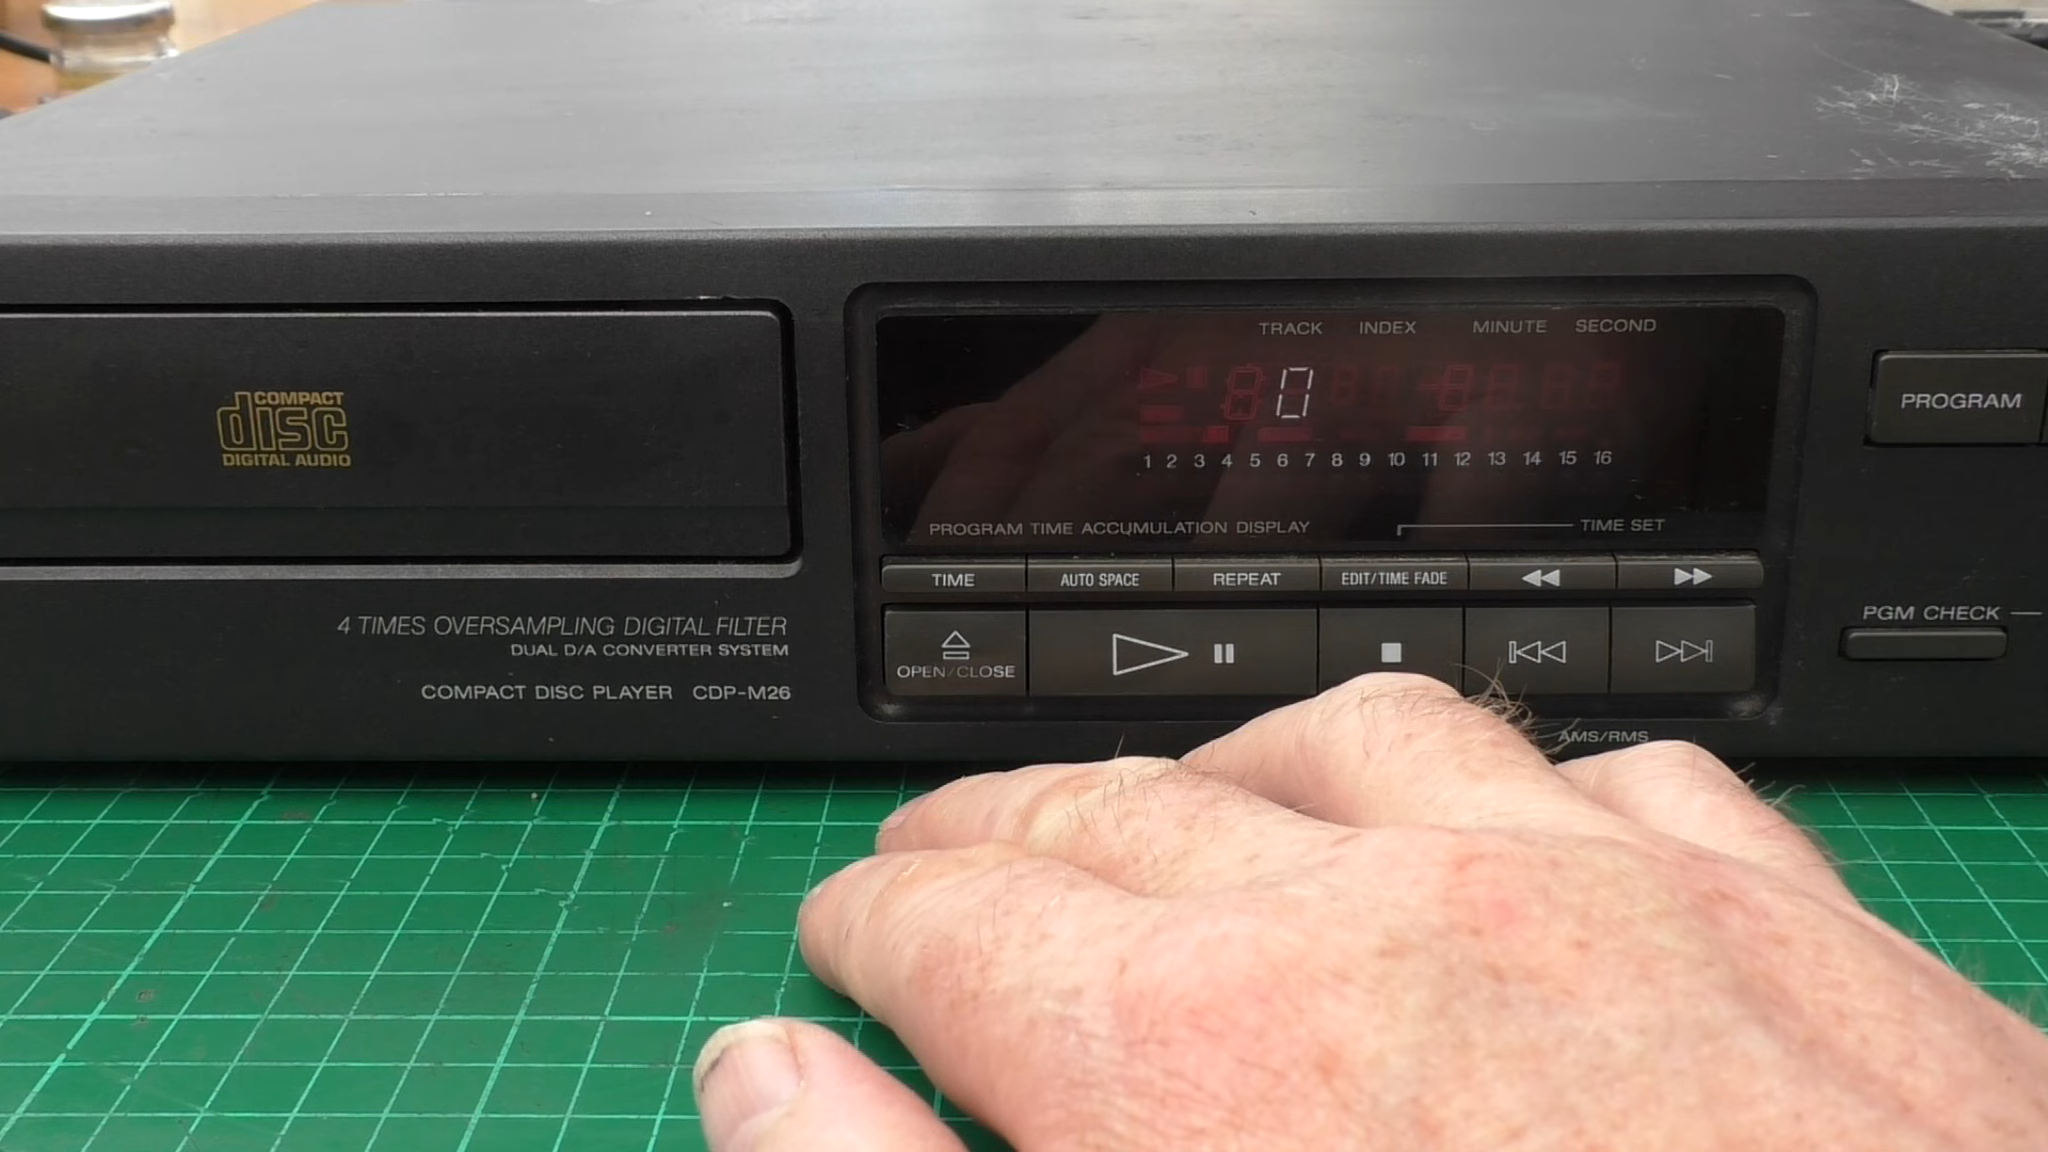 COMPACT
disc
DIGITAL AUDIO
4 TIMES OVERSAMPLING DIGITAL FILTER
DUAL D/A CONVERTER SYSTEM
COMPACT DISC PLAYER CDP-M26
TRACK INDEX MINUTE SECOND
0
1 2 3 4 5 6 7 8 9 10 11 12 13 14 15 16
PROGRAM TIME ACCUMULATION DISPLAY TIME SET
TIME AUTO SPACE REPEAT EDIT/TIME FADE
OPEN/CLOSE
AMS/RMS
PROGRAM
PGM CHECK